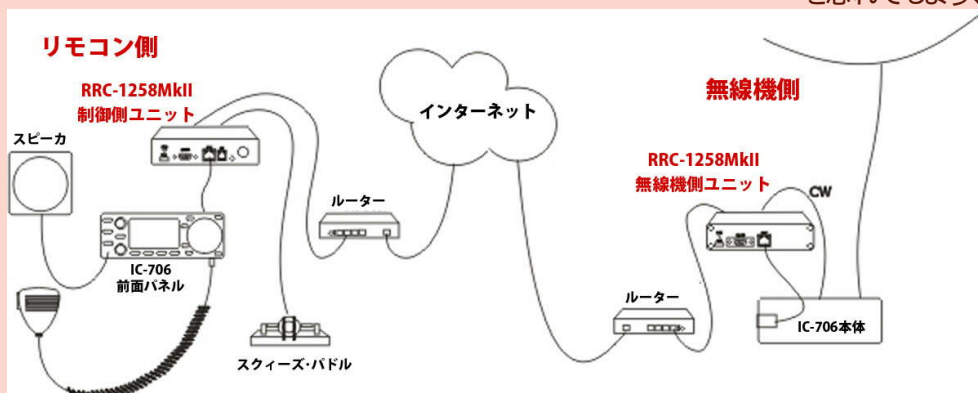 リモコン側
RRC-1258MkII
制御側ユニット
スピーカ
IC-706
前面パネル
ルーター
スクィーズ・パドル
インターネット
無線機側
RRC-1258MkII
無線機側ユニット
CW
ルーター
IC-706本体